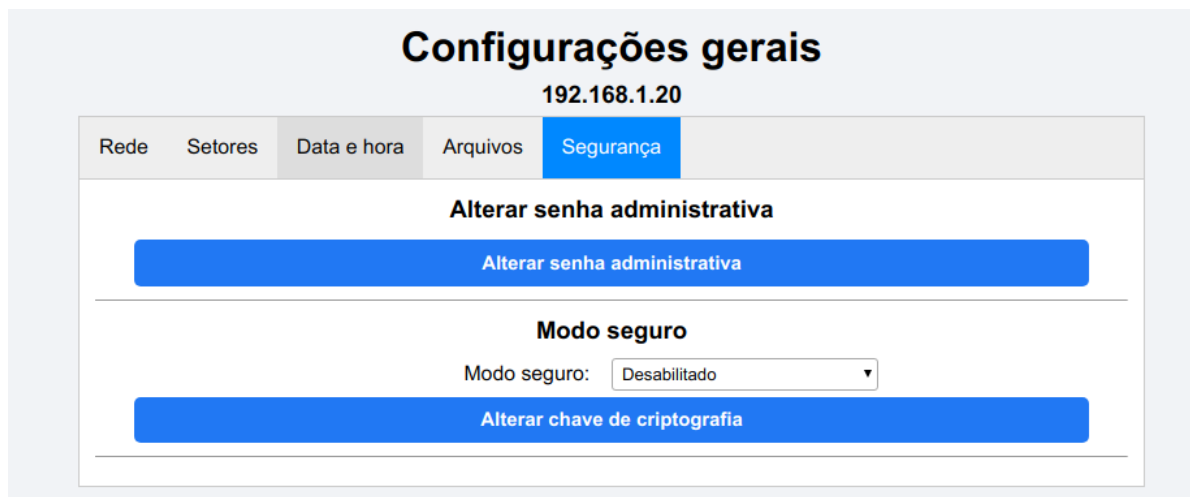 Configurações gerais
192.168.1.20
Rede Setores Data e hora Arquivos Segurança
Alterar senha administrativa
Alterar senha administrativa
Modo seguro
Modo seguro: Desabilitado
Alterar chave de criptografia